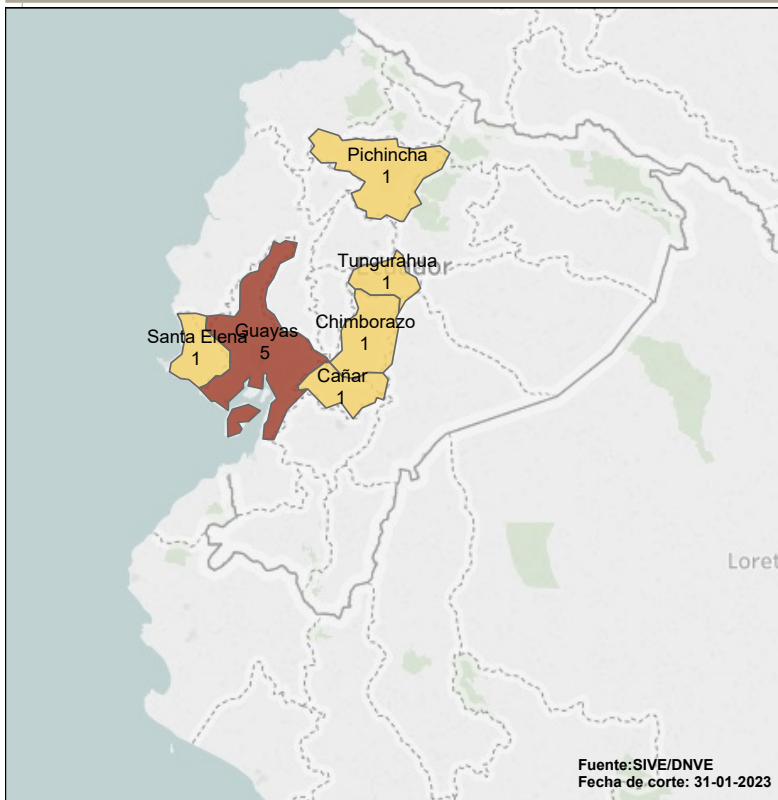 Pichincha
1
Tungurahua
Ecuador
1
Chimborazo
1
Santa Elena
1
Guayas
5
Cañar
1
Loret
Fuente:SIVE/DNVE
Fecha de corte: 31-01-2023